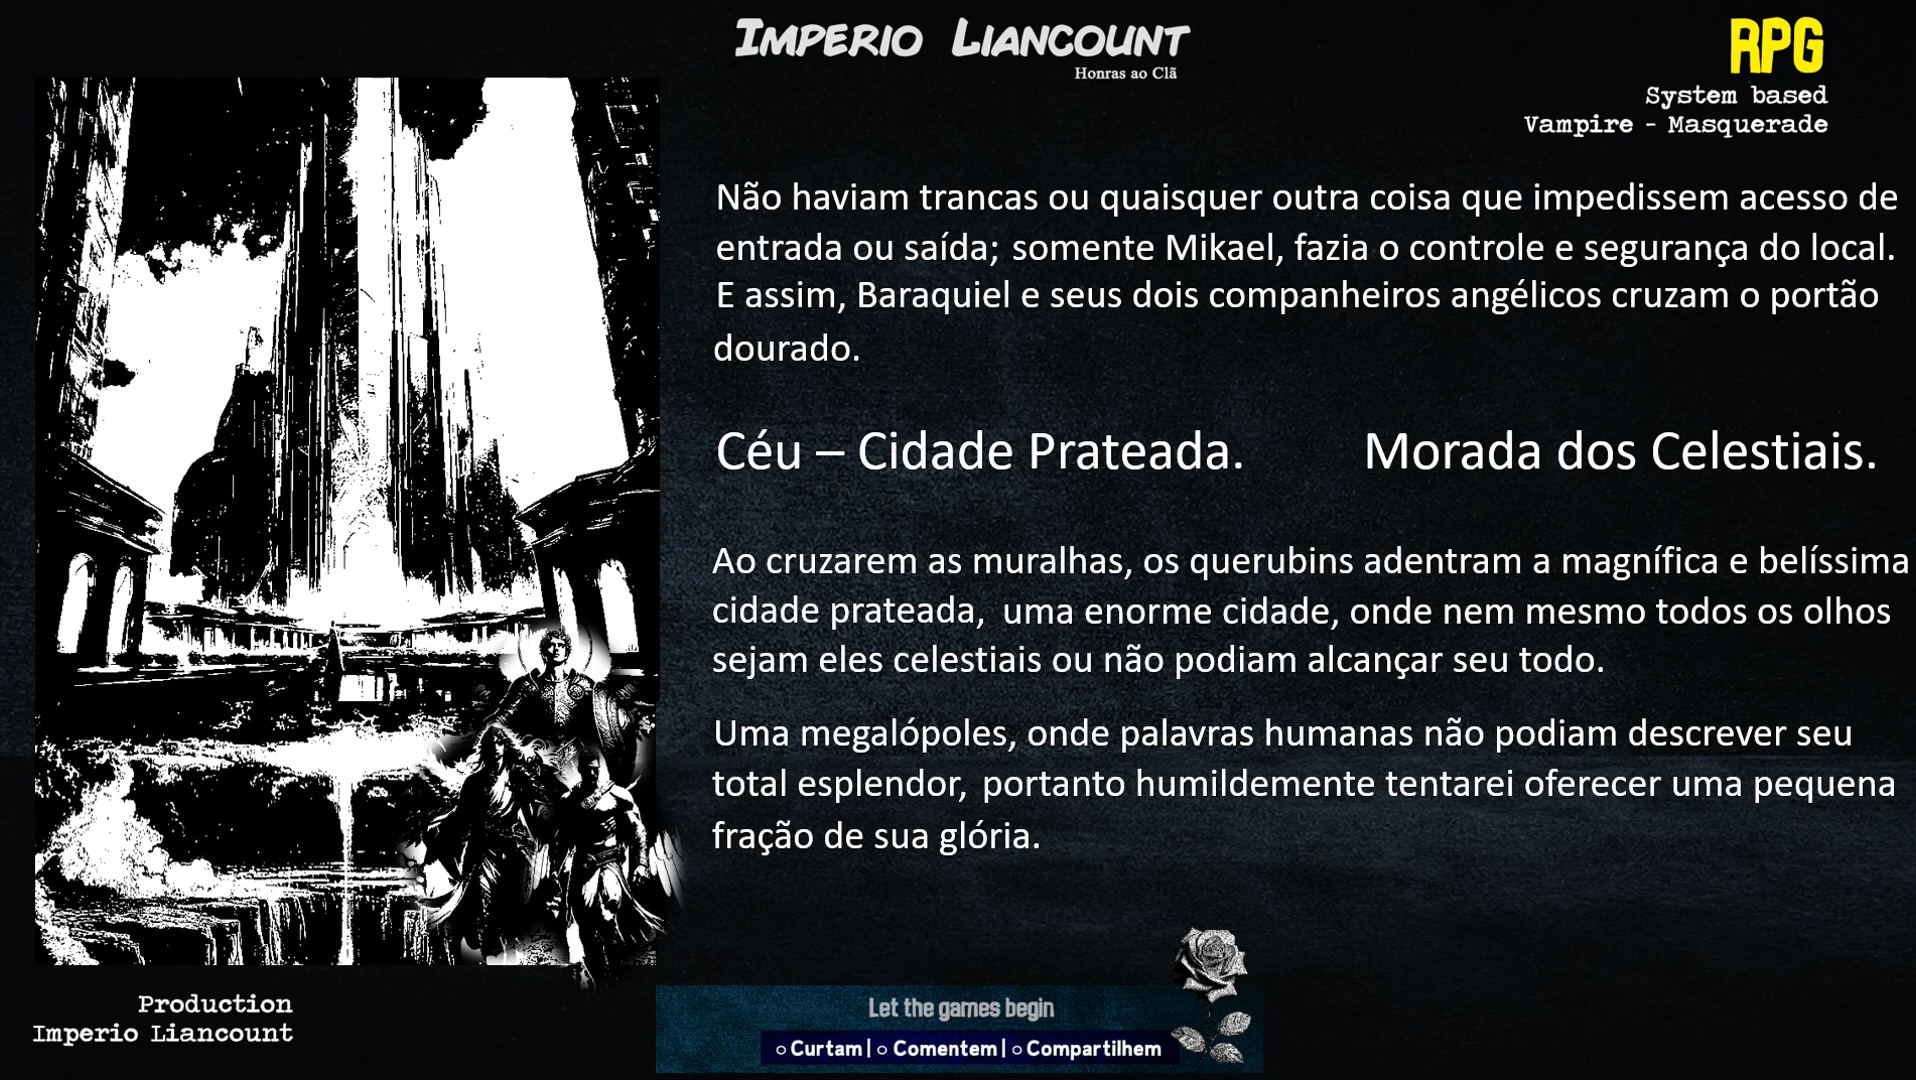 IMPERIO LIANCOUNT
Honras ao Clã
RPG
System based
Vampire - Masquerade
Não haviam trancas ou quaisquer outra coisa que impedissem acesso de
entrada ou saída; somente Mikael, fazia o controle e segurança do local.
E assim, Baraquiel e seus dois companheiros angélicos cruzam o portão
dourado.
Céu – Cidade Prateada. Morada dos Celestiais.
Ao cruzarem as muralhas, os querubins adentram a magnífica e belíssima
cidade prateada, uma enorme cidade, onde nem mesmo todos os olhos
sejam eles celestiais ou não podiam alcançar seu todo.
Uma megalópoles, onde palavras humanas não podiam descrever seu
total esplendor, portanto humildemente tentarei oferecer uma pequena
fração de sua glória.
Production
Imperio Liancount
Let the games begin
○ Curtam | ○ Comentem | ○ Compartilhem